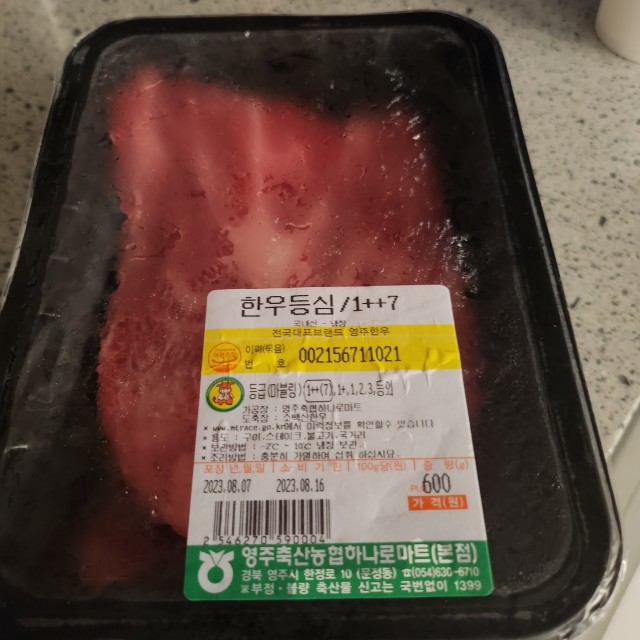 한우등심/1++7
국내산 - 냉장
전국대표브랜드 영주한우
이력(묶음)
번 호 002156711021
등급(마블링) 1++(7),1+,1,2,3,등외
가공장 : 영주축협하나로마트
도축장 : 소백산한우
* www.mtrace.go.kr에서 이력정보를 확인할수 있습니다
* 용도 : 구이,스테이크,불고기,국거리
* 보관방법 : -2℃ ~ 10℃ 냉장 보관
* 조리방법 : 충분히 가열하며 섭취 하십시오
포장년.월.일 소비기한 100g당(원) 중량(g)
2023.08.07 2023.08.16 600
가격(원)
2 546270 590004
영주축산농협하나로마트(본점)
경북 영주시 한정로 10 (문정동) ☎(054)630-6710
※부정·불량 축산물 신고는 국번없이 1399